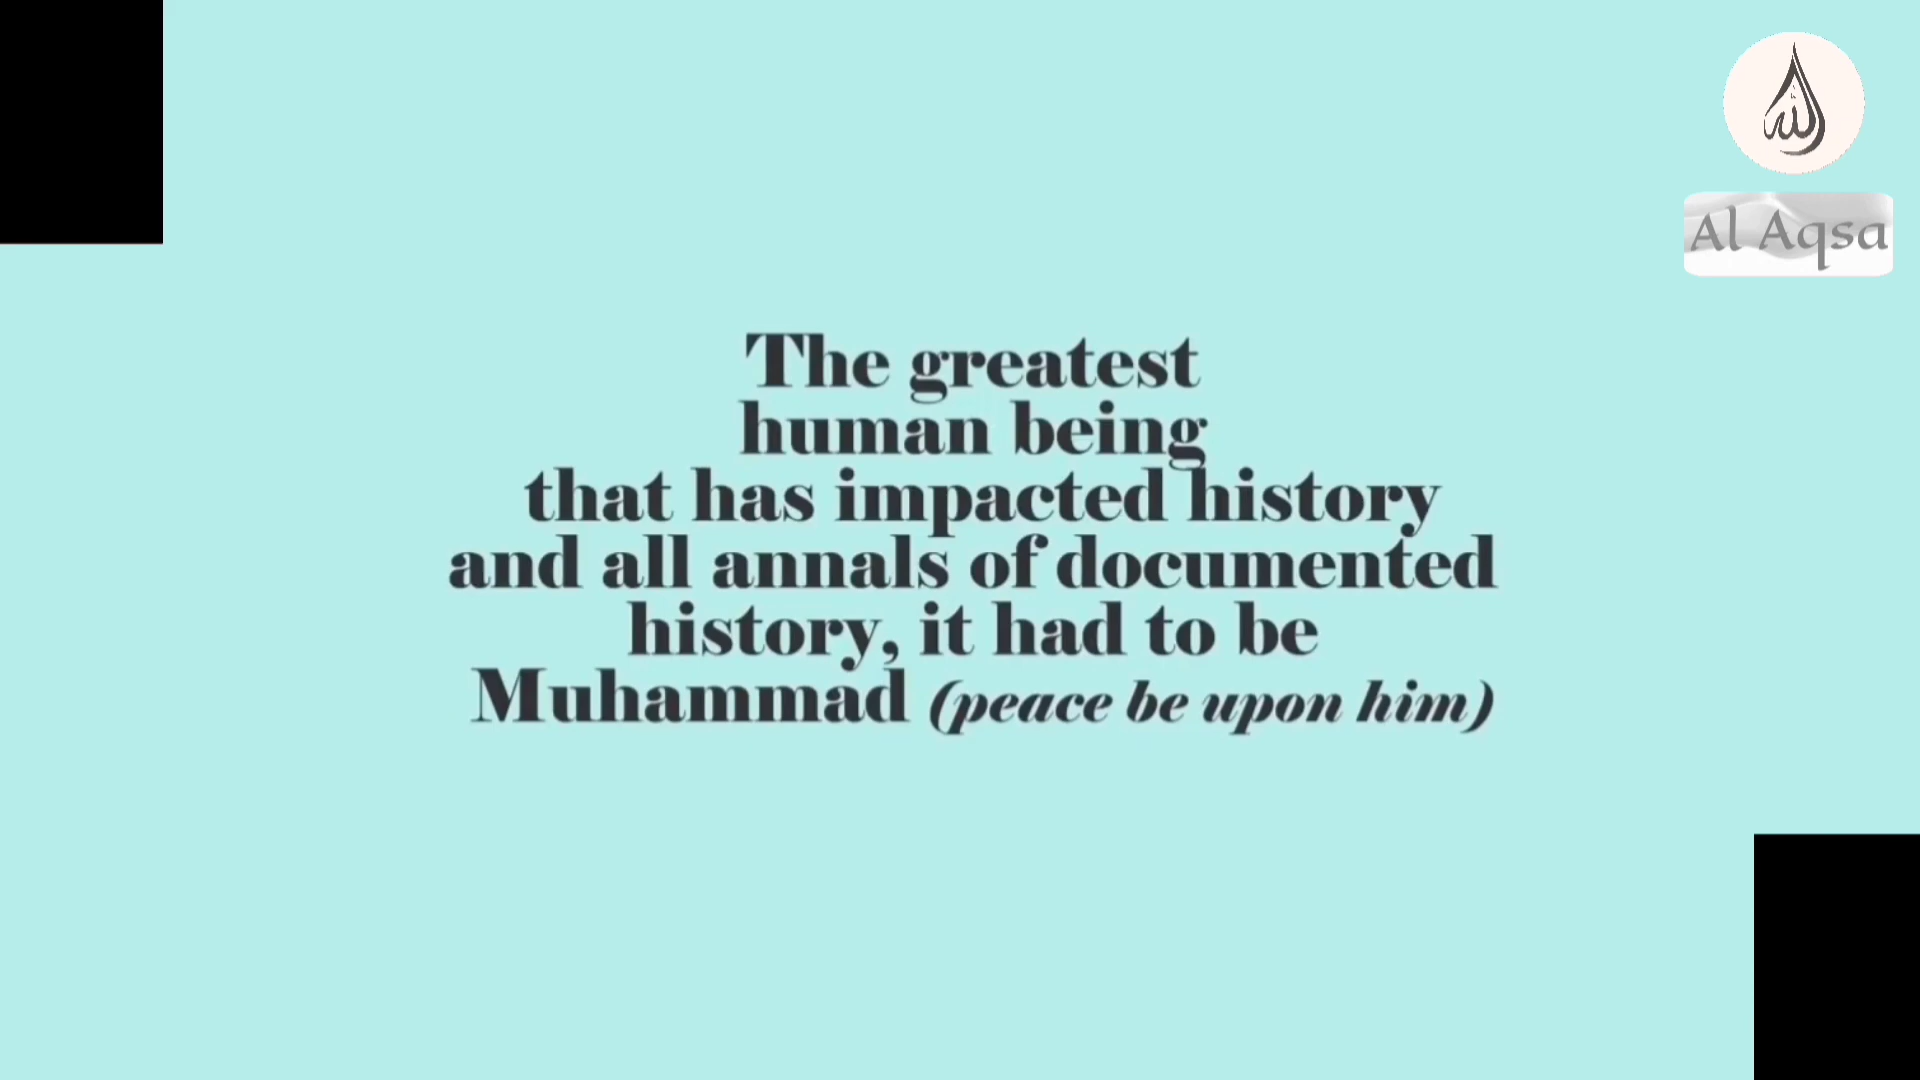 الله
Al Aqsa
The greatest
human being
that has impacted history
and all annals of documented
history, it had to be
Muhammad (peace be upon him)